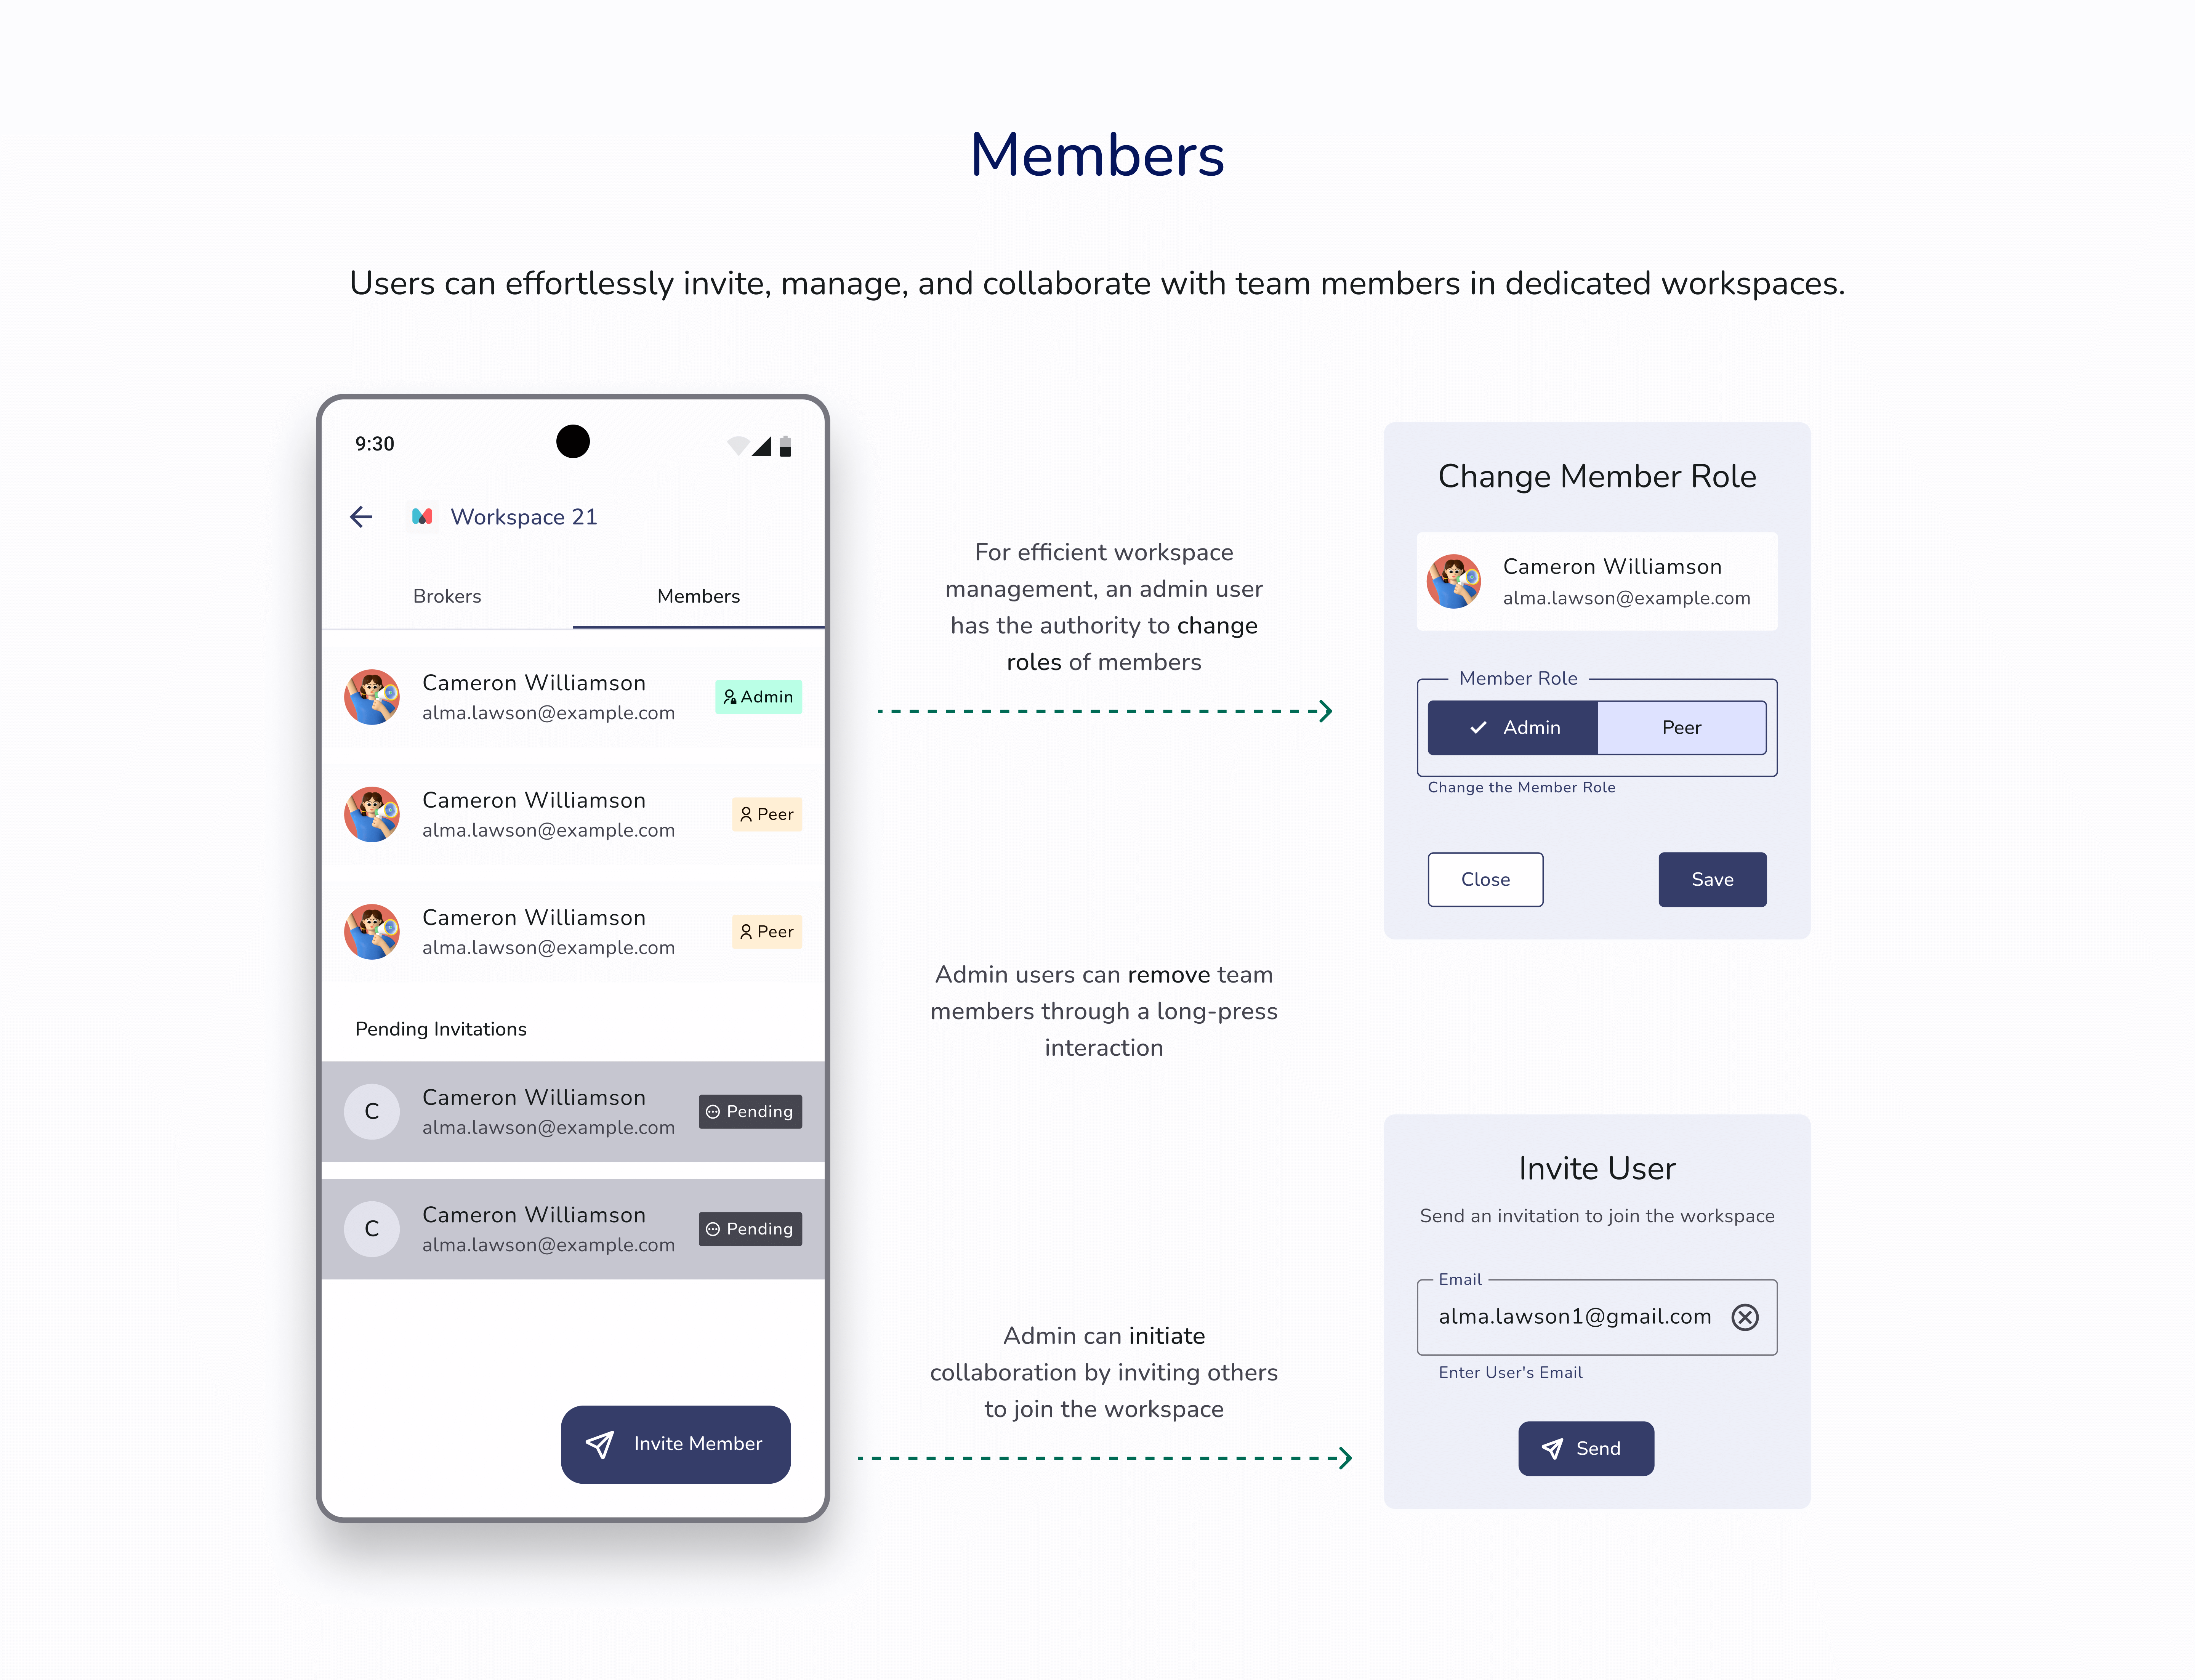 Members
Users can effortlessly invite, manage, and collaborate with team members in dedicated workspaces.
9:30
Workspace 21
Brokers
Members
Cameron Williamson
alma.lawson@example.com
Admin
Cameron Williamson
alma.lawson@example.com
Peer
Cameron Williamson
alma.lawson@example.com
Peer
Pending Invitations
C
Cameron Williamson
alma.lawson@example.com
Pending
C
Cameron Williamson
alma.lawson@example.com
Pending
Invite Member
For efficient workspace
management, an admin user
has the authority to change
roles of members
Admin users can remove team
members through a long-press
interaction
Admin can initiate
collaboration by inviting others
to join the workspace
Change Member Role
Cameron Williamson
alma.lawson@example.com
Member Role
Admin
Peer
Change the Member Role
Close
Save
Invite User
Send an invitation to join the workspace
Email
alma.lawson1@gmail.com
Enter User's Email
Send